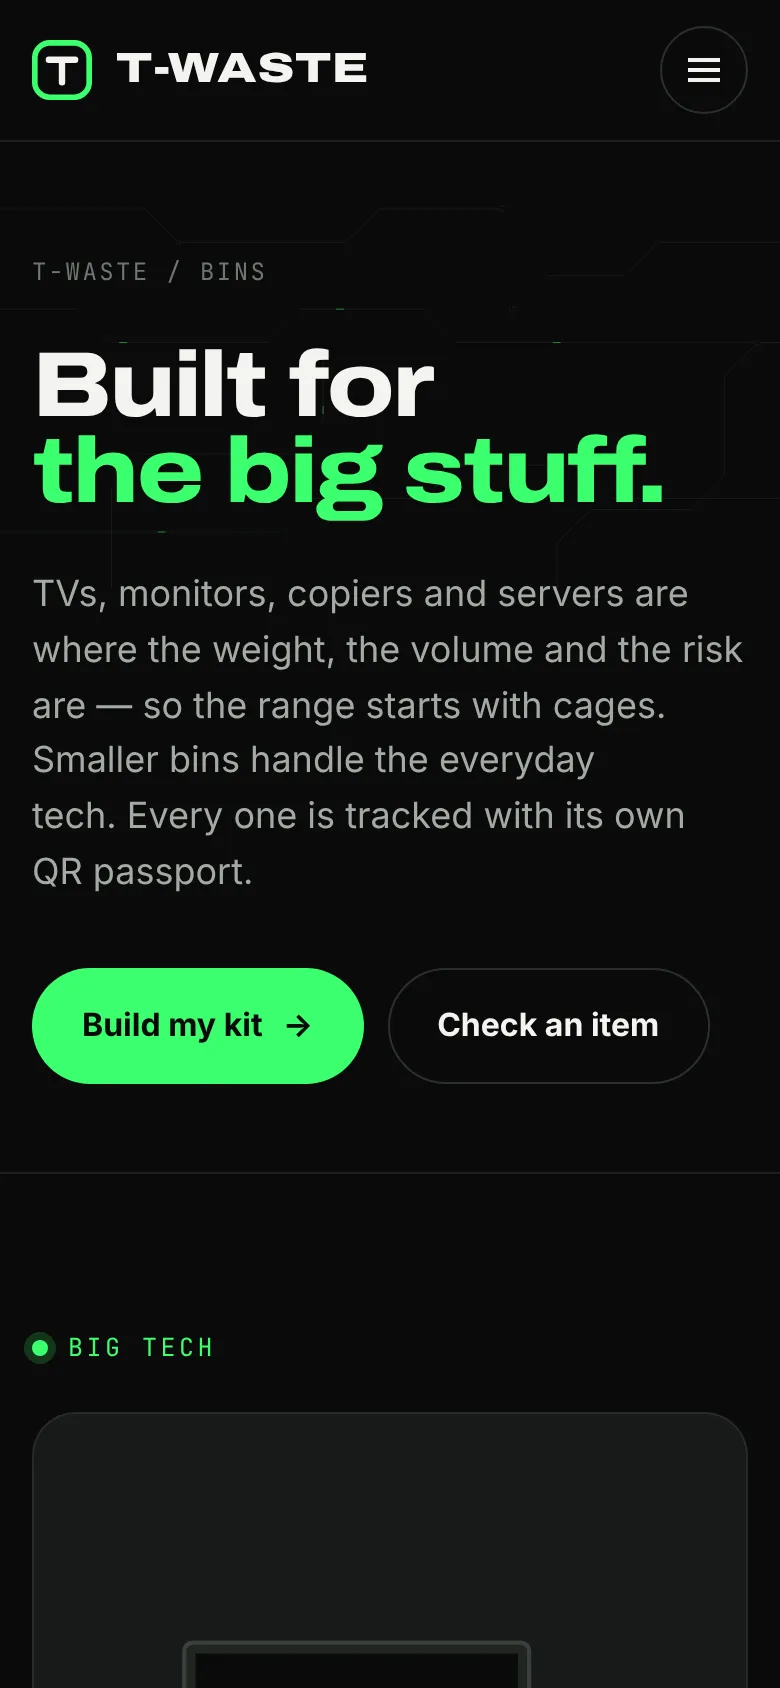 T-WASTE
T-WASTE / BINS
Built for
the big stuff.
TVs, monitors, copiers and servers are
where the weight, the volume and the risk
are — so the range starts with cages.
Smaller bins handle the everyday
tech. Every one is tracked with its own
QR passport.
Build my kit →
Check an item
BIG TECH